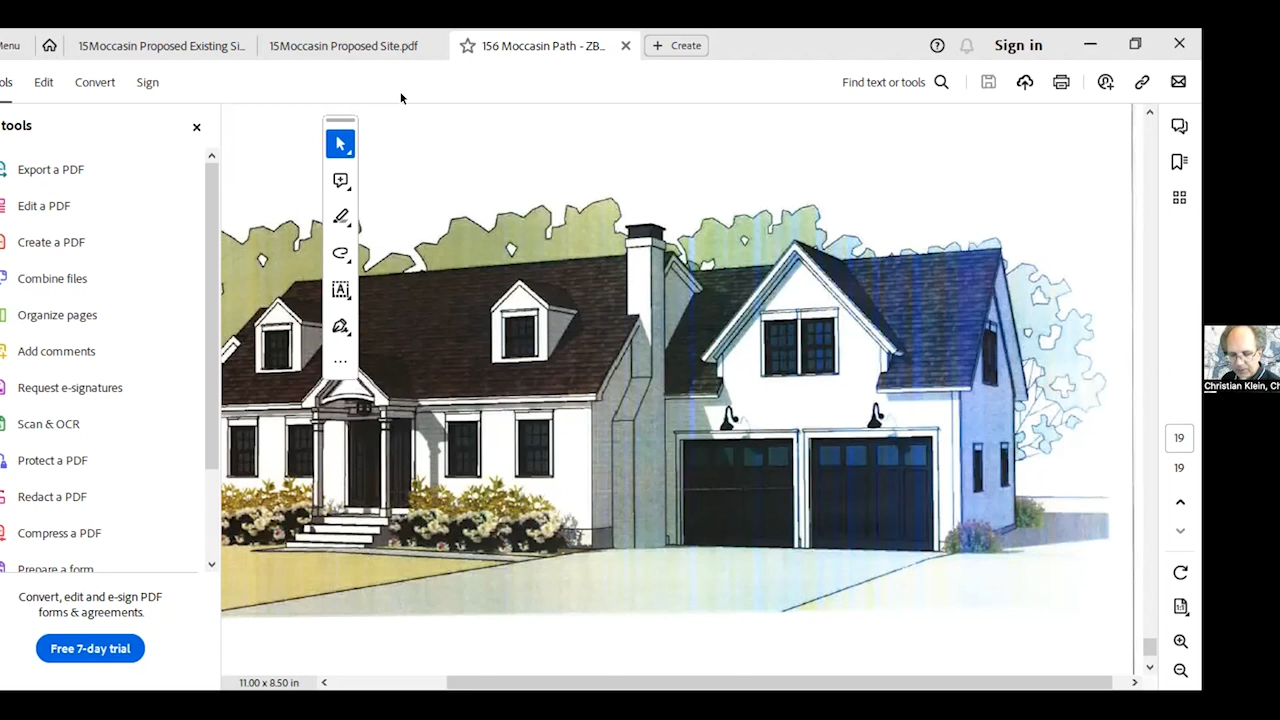 Menu
15Moccasin Proposed Existing Si...
15Moccasin Proposed Site.pdf
156 Moccasin Path - ZB...
Create
Sign in
ols
Edit
Convert
Sign
Find text or tools
tools
Export a PDF
Edit a PDF
Create a PDF
Combine files
Organize pages
Add comments
Request e-signatures
Scan & OCR
Protect a PDF
Redact a PDF
Compress a PDF
Prepare a form
Convert, edit and e-sign PDF
forms & agreements.
Free 7-day trial
19
19
11.00 x 8.50 in
Christian Klein, Ch